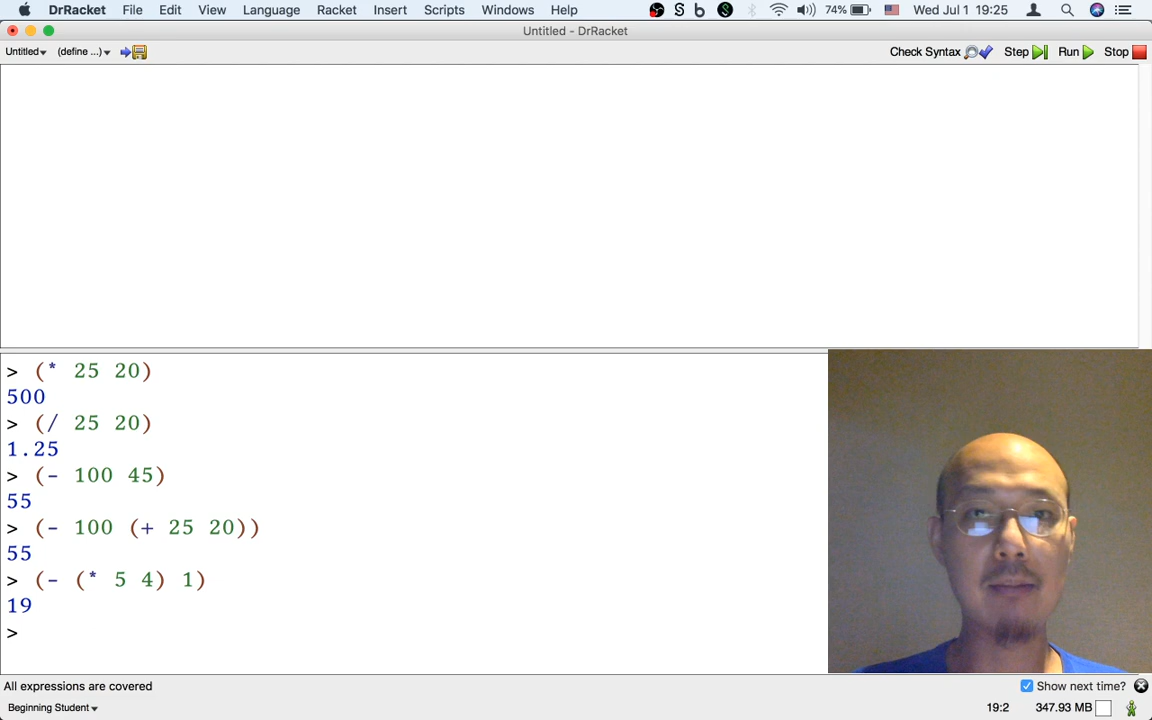 DrRacket File Edit View Language Racket Insert Format Scripts Windows Help 74% Wed Jul 1 19:25
Untitled - DrRacket
Untitled (define ...) Check Syntax Step Run Stop
> (* 25 20)
500
> (/ 25 20)
1.25
> (- 100 45)
55
> (- 100 (+ 25 20))
55
> (- (* 5 4) 1)
19
>
All expressions are covered Show next time?
Beginning Student 19:2 347.93 MB